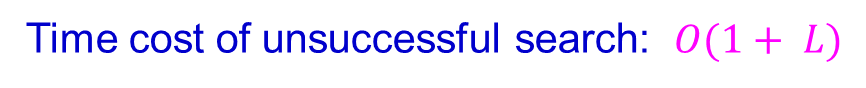 Time cost of unsuccessful search: O(1 + L)